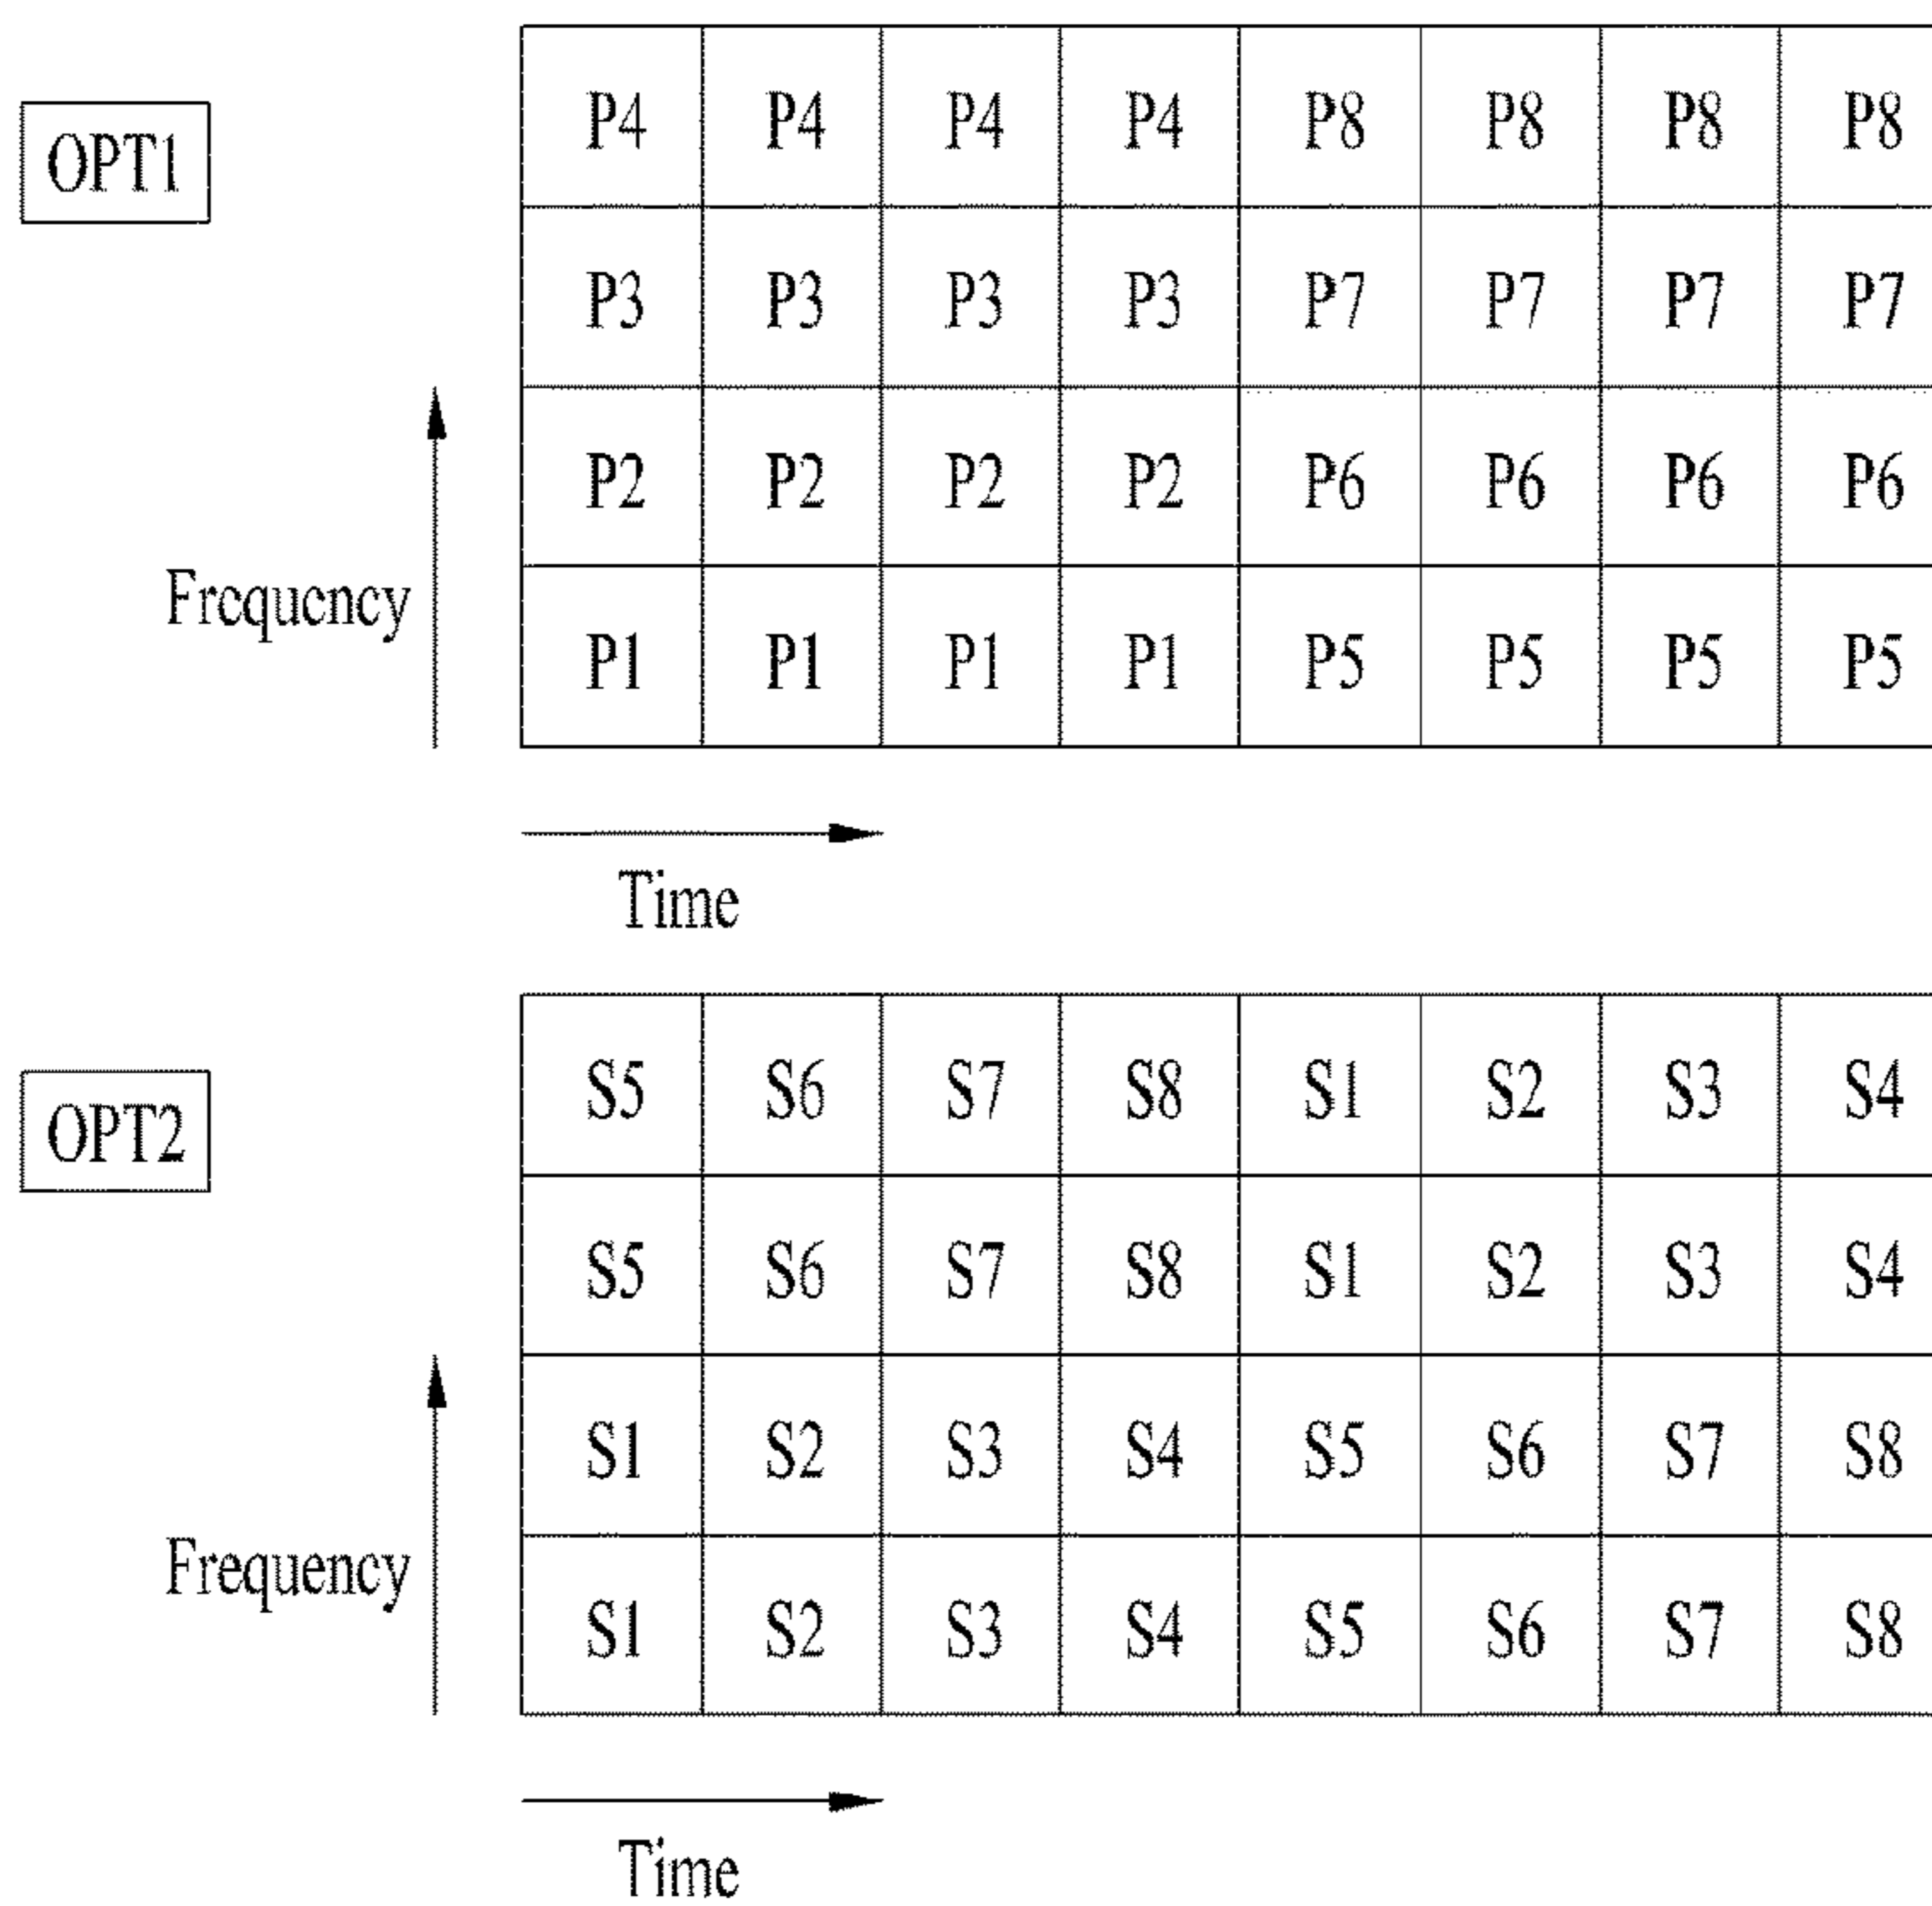 OPT1
P4 P4 P4 P4 P8 P8 P8 P8
P3 P3 P3 P3 P7 P7 P7 P7
P2 P2 P2 P2 P6 P6 P6 P6
Frequency
P1 P1 P1 P1 P5 P5 P5 P5
Time
OPT2
S5 S6 S7 S8 S1 S2 S3 S4
S5 S6 S7 S8 S1 S2 S3 S4
S1 S2 S3 S4 S5 S6 S7 S8
Frequency
S1 S2 S3 S4 S5 S6 S7 S8
Time